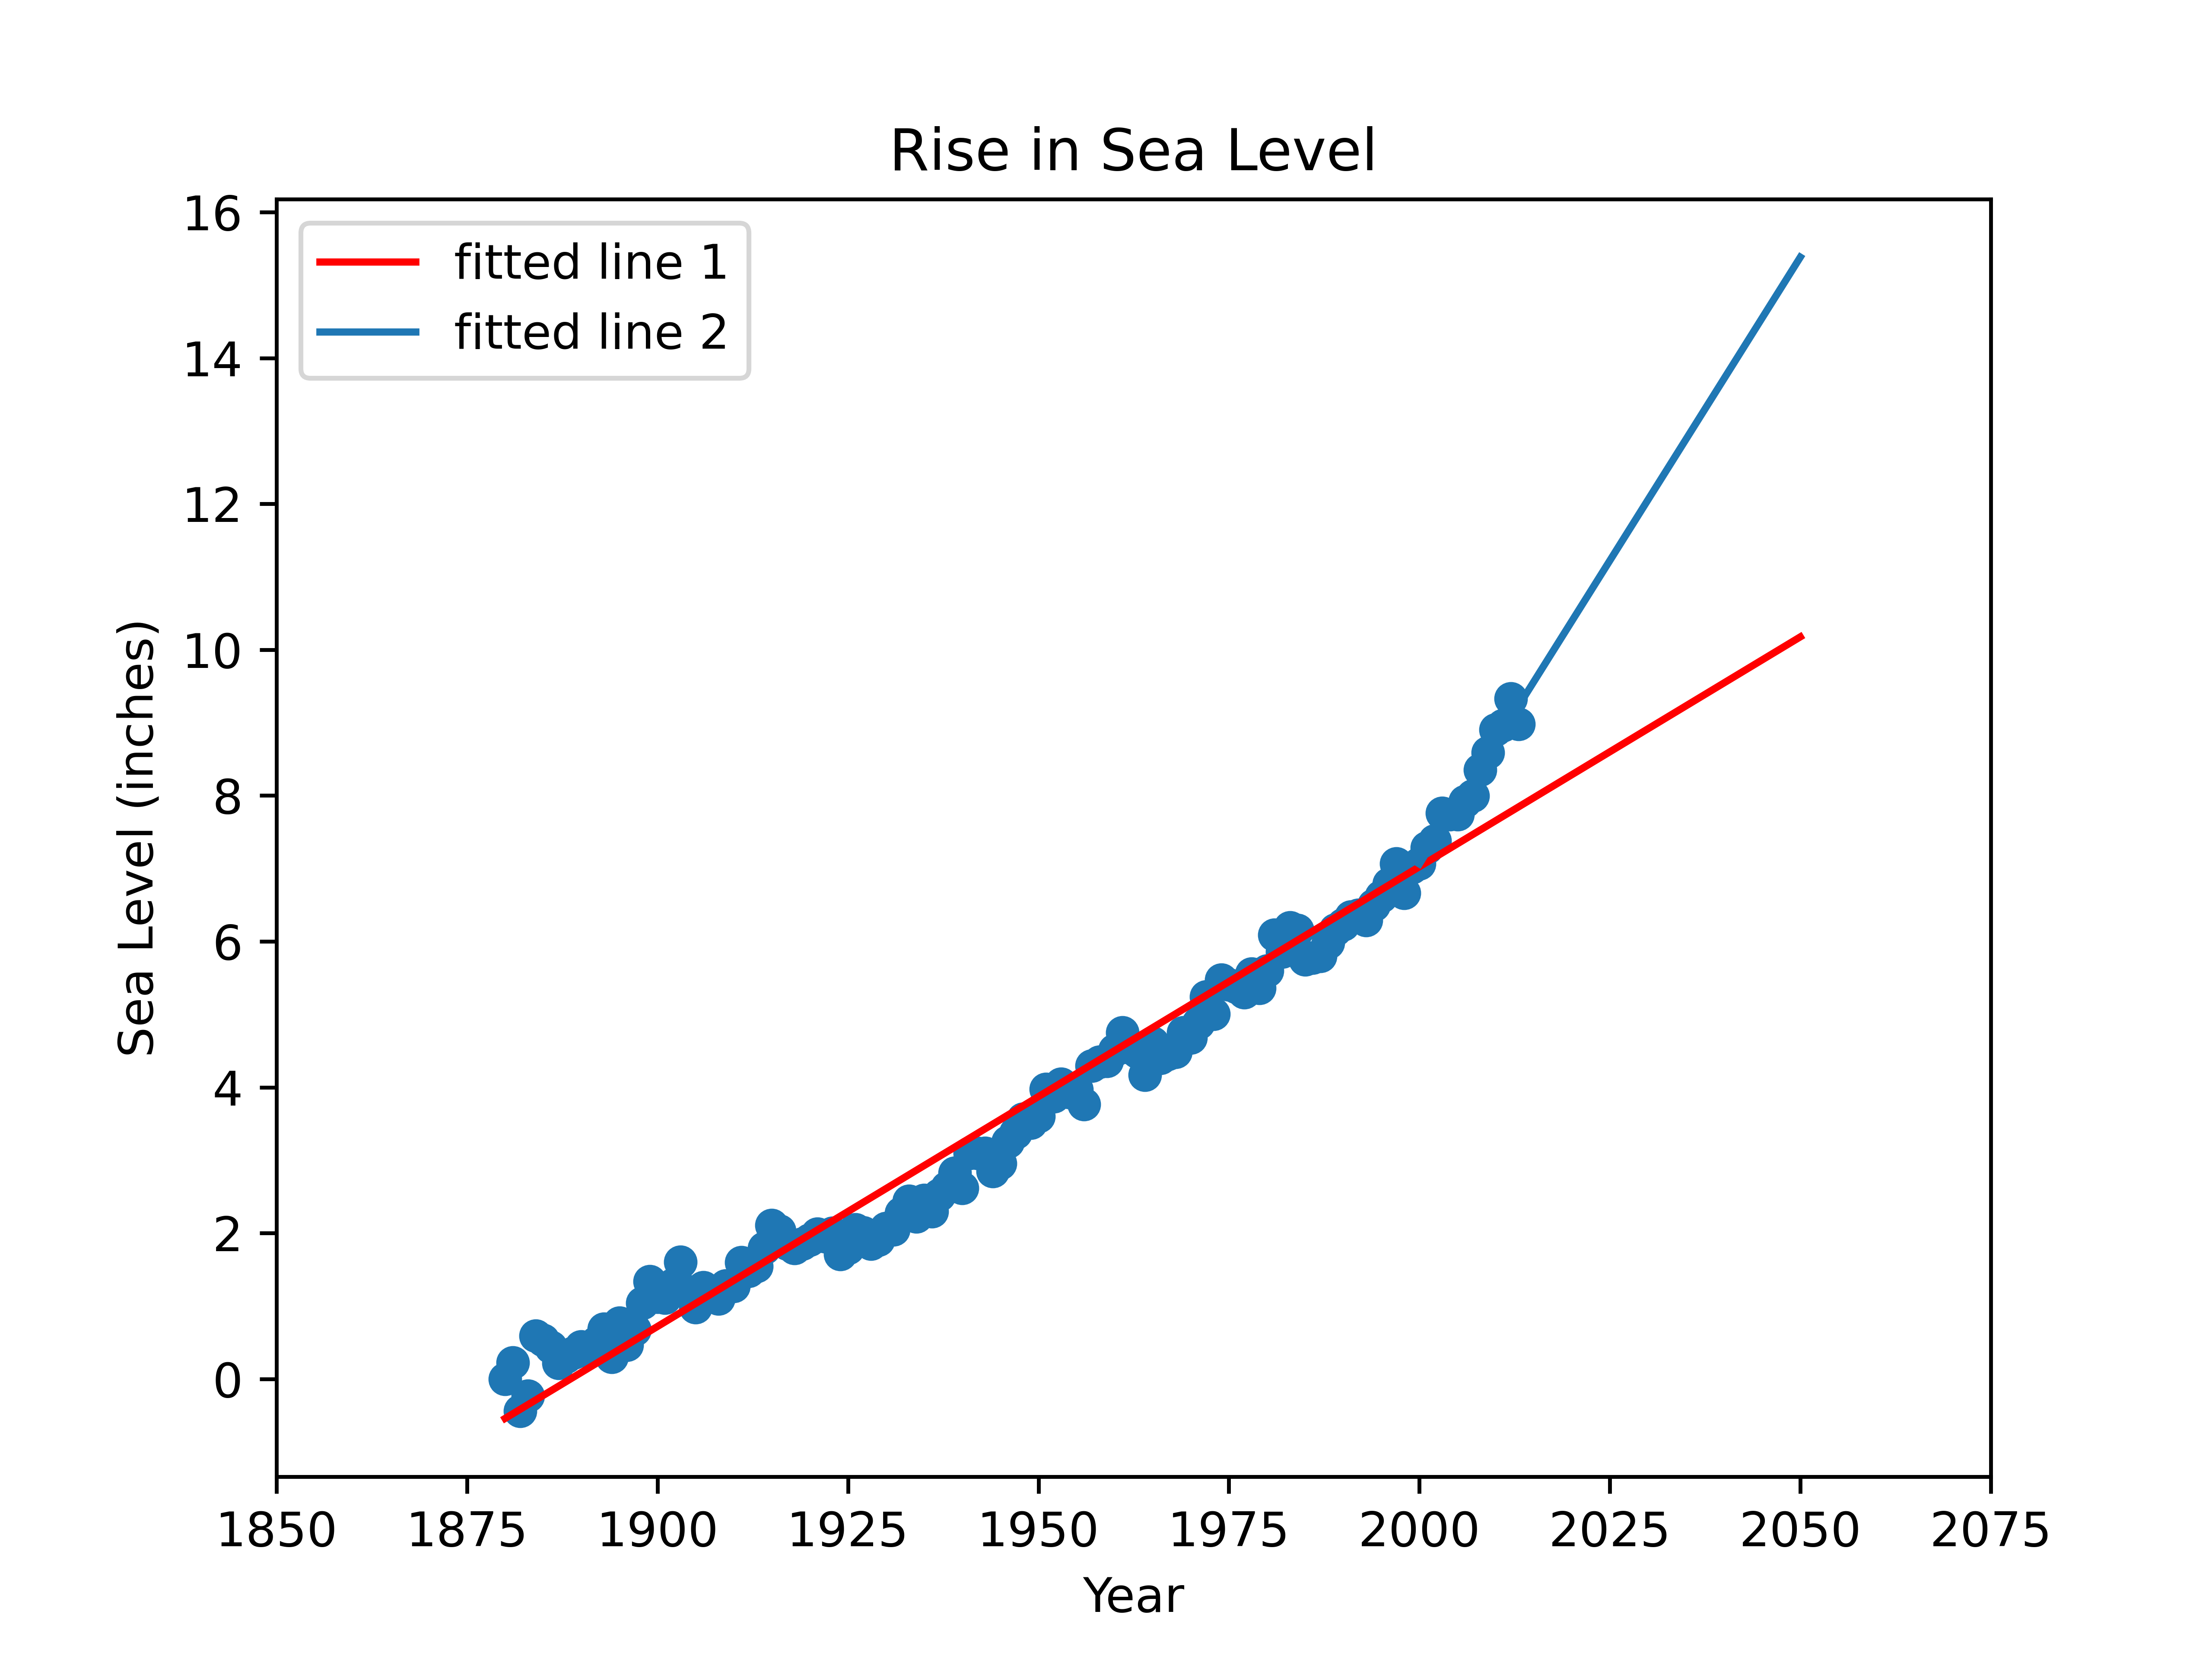 Rise in Sea Level
fitted line 1
fitted line 2
16
14
12
10
8
6
4
2
0
Sea Level (inches)
1850 1875 1900 1925 1950 1975 2000 2025 2050 2075
Year